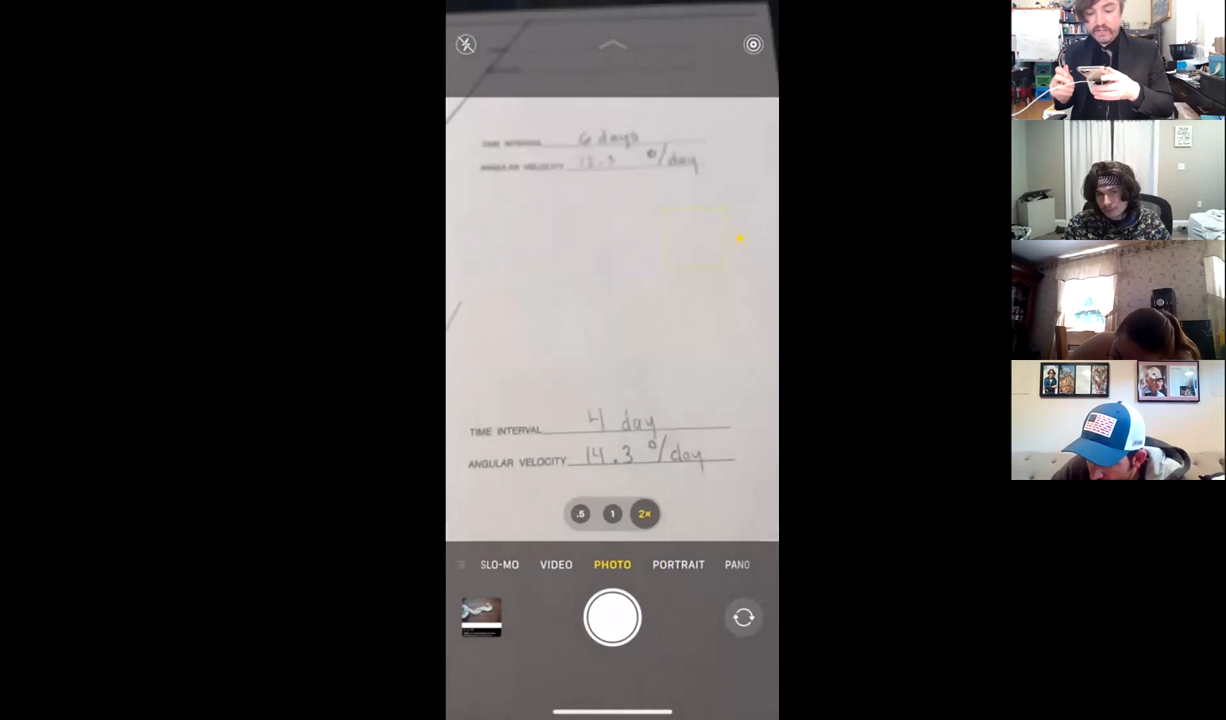 TIME INTERVAL 6 days
ANGULAR VELOCITY °/day
TIME INTERVAL 4 day
ANGULAR VELOCITY 14.3 °/day
.5 1 2×
SLO-MO VIDEO PHOTO PORTRAIT PANO